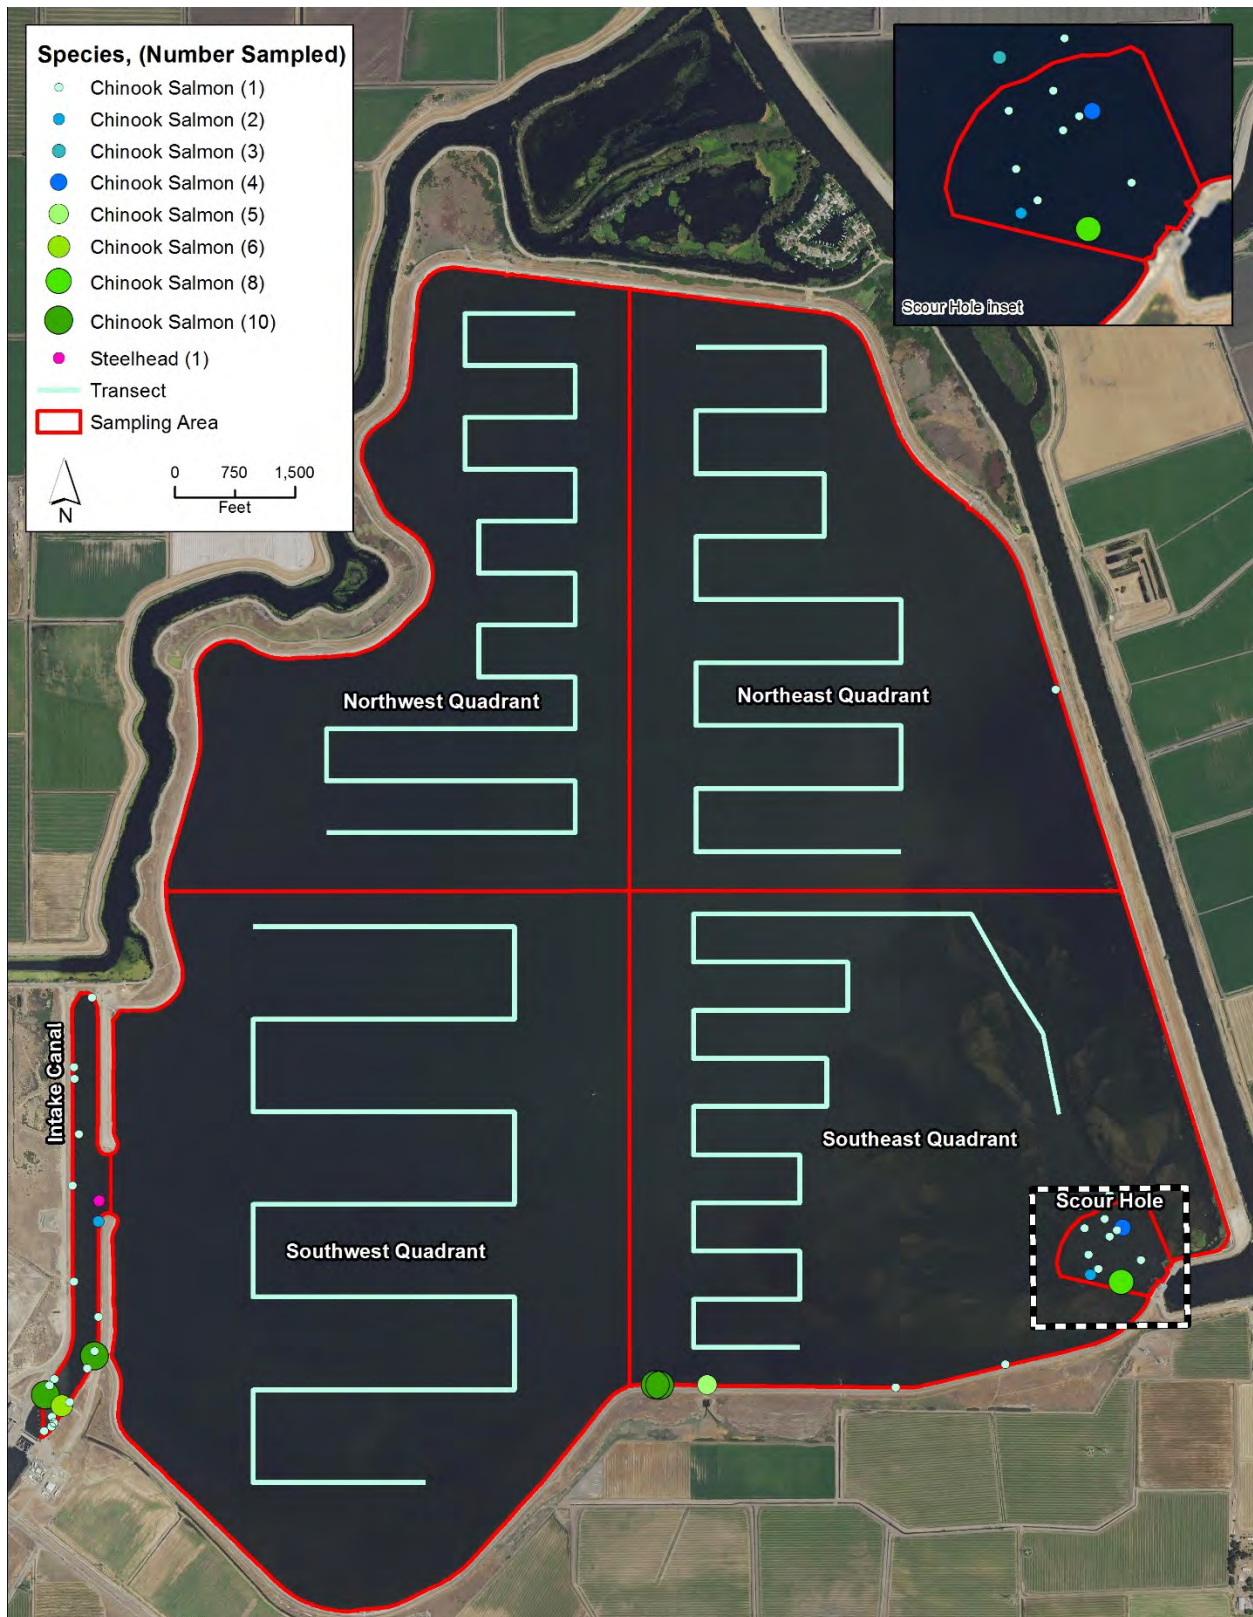 Species, (Number Sampled)
Chinook Salmon (1)
Chinook Salmon (2)
Chinook Salmon (3)
Chinook Salmon (4)
Chinook Salmon (5)
Chinook Salmon (6)
Chinook Salmon (8)
Chinook Salmon (10)
Steelhead (1)
Transect
Sampling Area
0 750 1,500
Feet
N
Scour Hole inset
Northwest Quadrant
Northeast Quadrant
Intake Canal
Southeast Quadrant
Scour Hole
Southwest Quadrant